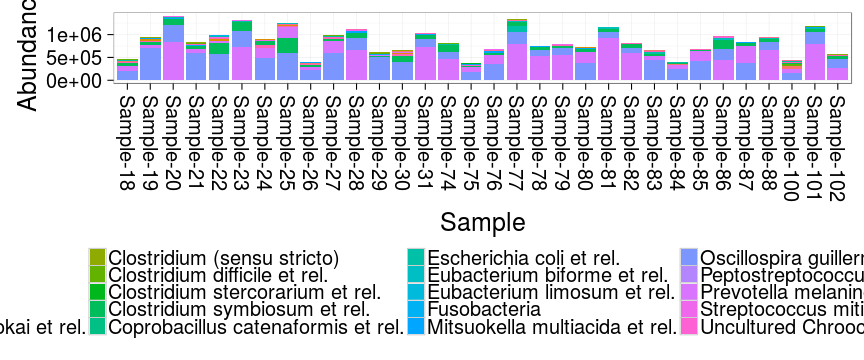 Abundanc
1e+06
5e+05
0e+00
Sample-18
Sample-19
Sample-20
Sample-21
Sample-22
Sample-23
Sample-24
Sample-25
Sample-26
Sample-27
Sample-28
Sample-29
Sample-30
Sample-31
Sample-74
Sample-75
Sample-76
Sample-77
Sample-78
Sample-79
Sample-80
Sample-81
Sample-82
Sample-83
Sample-84
Sample-85
Sample-86
Sample-87
Sample-88
Sample-100
Sample-101
Sample-102
Sample
okai et rel.
Clostridium (sensu stricto)
Clostridium difficile et rel.
Clostridium stercorarium et rel.
Clostridium symbiosum et rel.
Coprobacillus catenaformis et rel.
Escherichia coli et rel.
Eubacterium biforme et rel.
Eubacterium limosum et rel.
Fusobacteria
Mitsuokella multiacida et rel.
Oscillospira guillerr
Peptostreptococcu
Prevotella melanin
Streptococcus miti
Uncultured Chrooc